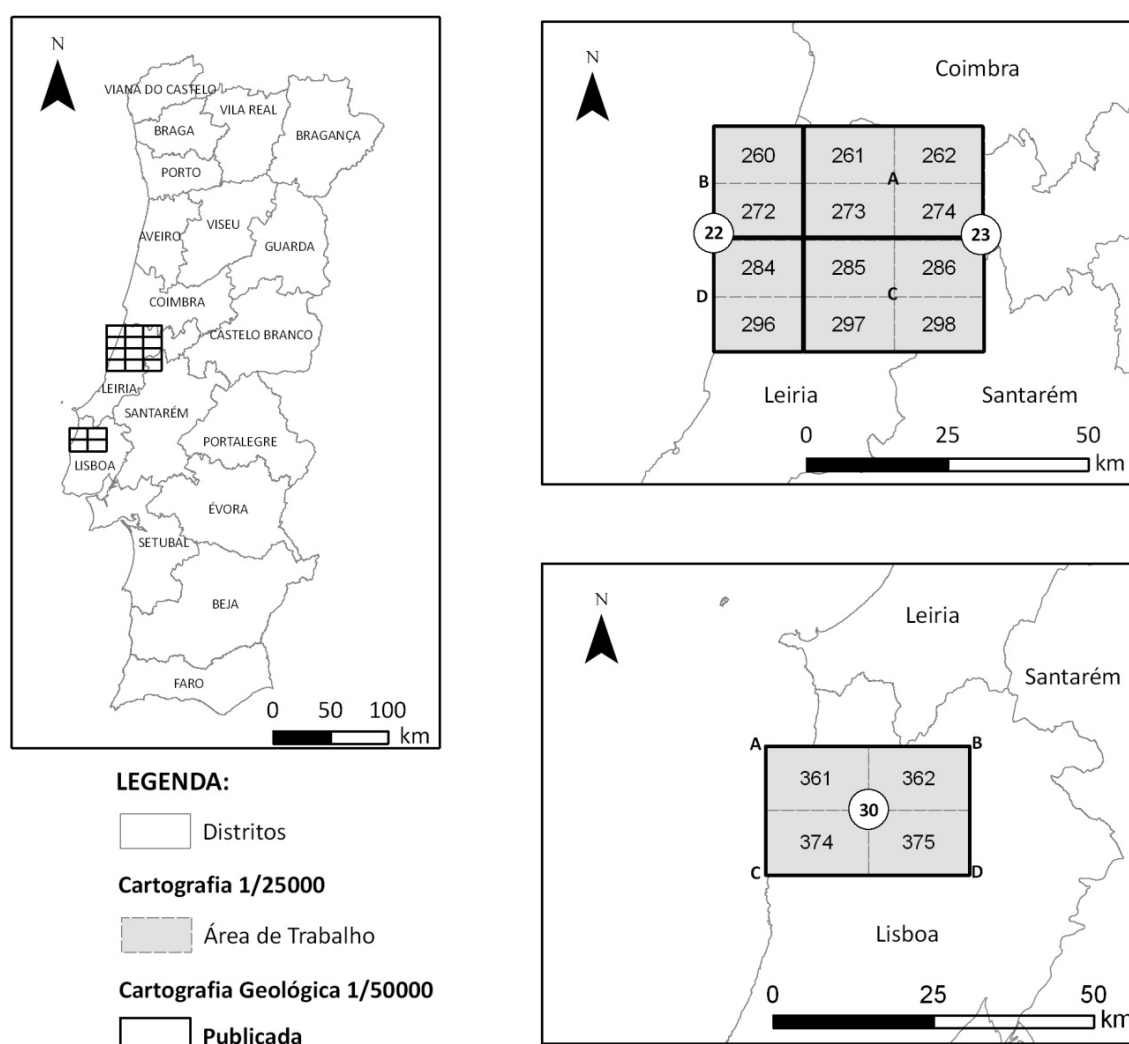 N
VIANA DO CASTELO
VILA REAL
BRAGA
BRAGANÇA
PORTO
VISEU
AVEIRO
GUARDA
COIMBRA
CASTELO BRANCO
LEIRIA
SANTARÉM
PORTALEGRE
LISBOA
ÉVORA
SETUBAL
BEJA
FARO
0 50 100
km
LEGENDA:
Distritos
Cartografia 1/25000
Área de Trabalho
Cartografia Geológica 1/50000
Publicada
N
Coimbra
260 261 262
B A
272 273 274
22 23
284 285 286
D C
296 297 298
Leiria Santarém
0 25 50
km
N
Leiria
Santarém
A B
361 362
30
374 375
C D
Lisboa
0 25 50
km